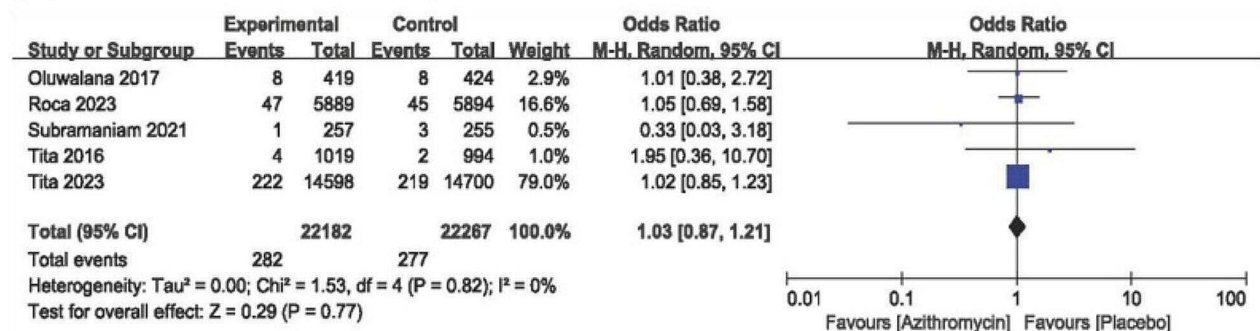 Experimental Control Odds Ratio Odds Ratio
Study or Subgroup Events Total Events Total Weight M-H, Random, 95% CI M-H, Random, 95% CI
Oluwalana 2017 8 419 8 424 2.9% 1.01 [0.38, 2.72]
Roca 2023 47 5889 45 5894 16.6% 1.05 [0.69, 1.58]
Subramaniam 2021 1 257 3 255 0.5% 0.33 [0.03, 3.18]
Tita 2016 4 1019 2 994 1.0% 1.95 [0.36, 10.70]
Tita 2023 222 14598 219 14700 79.0% 1.02 [0.85, 1.23]
Total (95% CI) 22182 22267 100.0% 1.03 [0.87, 1.21]
Total events 282 277
Heterogeneity: Tau² = 0.00; Chi² = 1.53, df = 4 (P = 0.82); I² = 0%
Test for overall effect: Z = 0.29 (P = 0.77)
0.01 0.1 1 10 100
Favours [Azithromycin] Favours [Placebo]